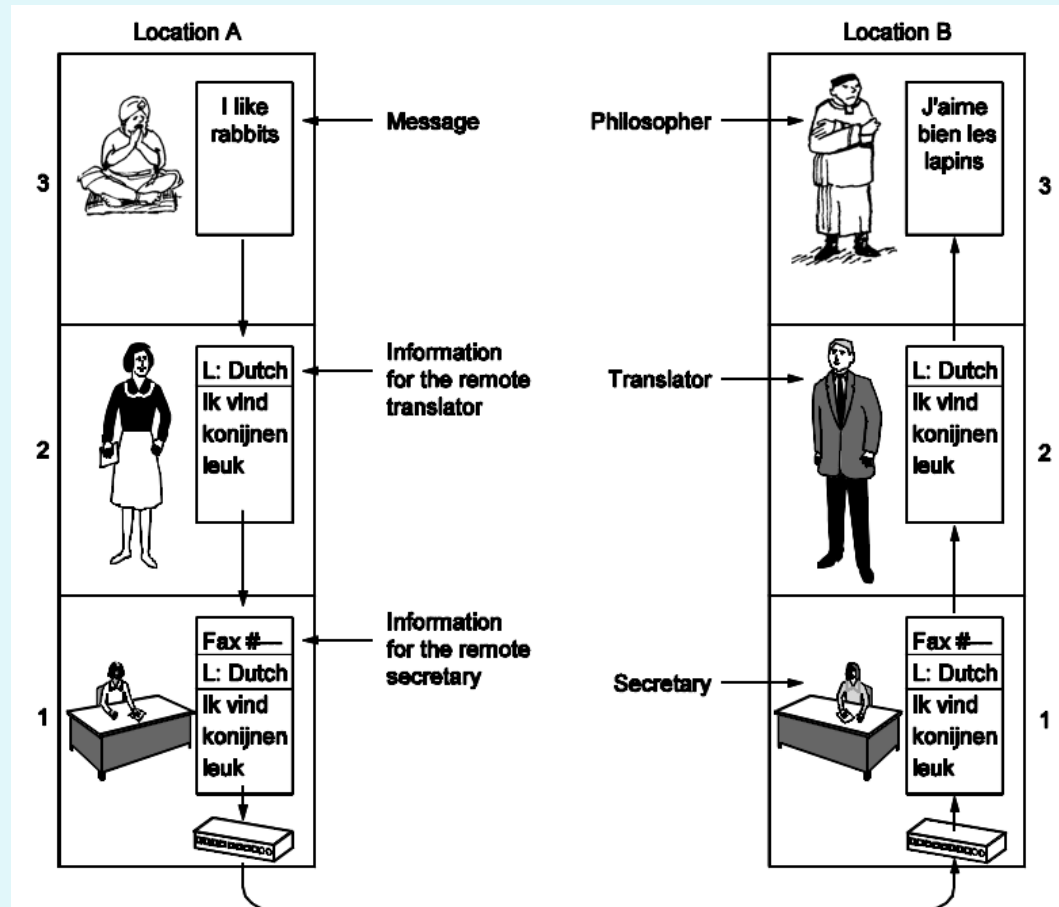 Location A
Location B
3
I like
rabbits
Message
Philosopher
J'aime
bien les
lapins
3
2
L: Dutch
Ik vind
konijnen
leuk
Information
for the remote
translator
Translator
L: Dutch
Ik vind
konijnen
leuk
2
1
Fax #—
L: Dutch
Ik vind
konijnen
leuk
Information
for the remote
secretary
Secretary
Fax #—
L: Dutch
Ik vind
konijnen
leuk
1